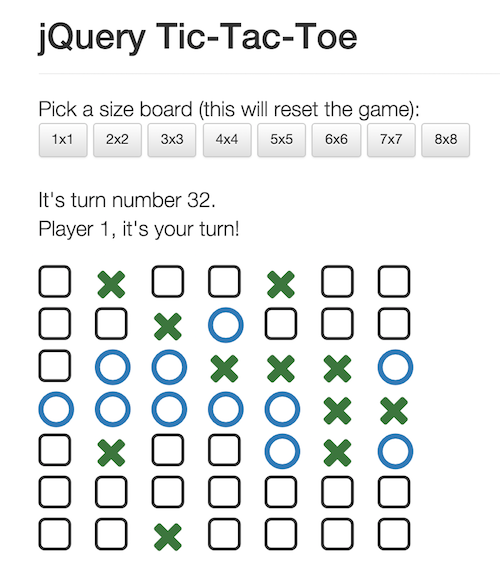 jQuery Tic-Tac-Toe
Pick a size board (this will reset the game):
1x1 2x2 3x3 4x4 5x5 6x6 7x7 8x8
It's turn number 32.
Player 1, it's your turn!